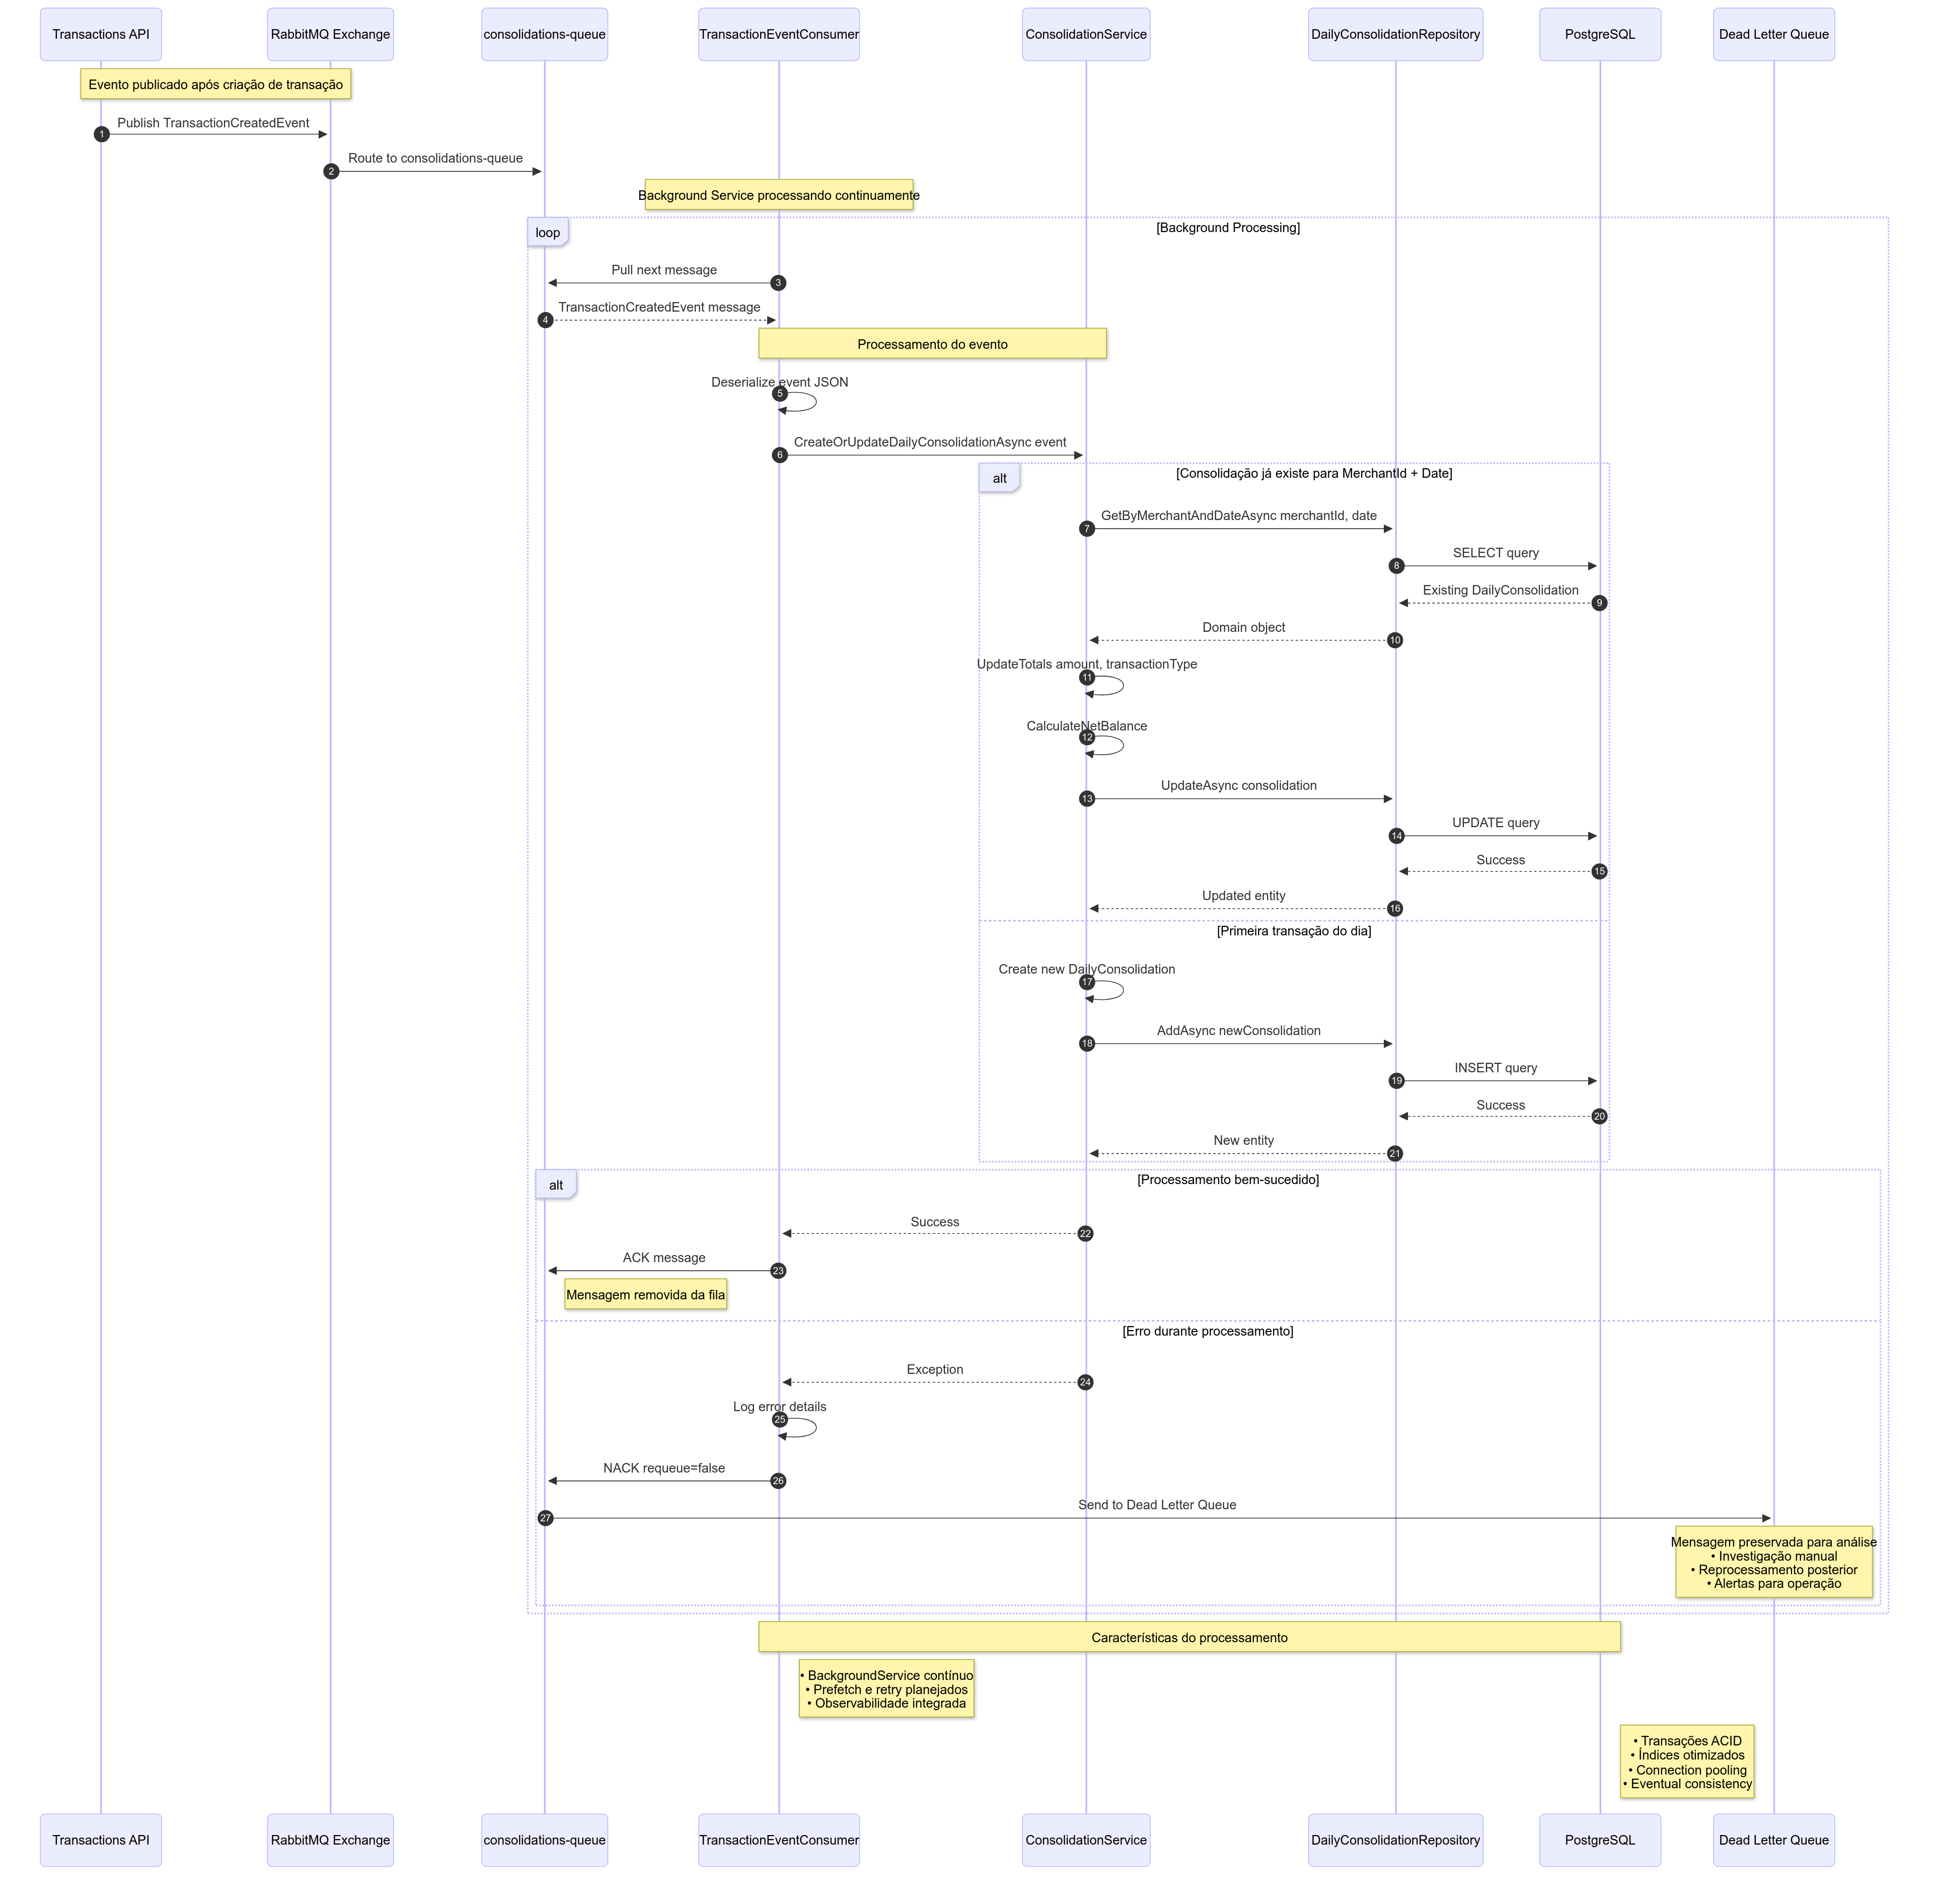 Transactions API
RabbitMQ Exchange
consolidations-queue
TransactionEventConsumer
ConsolidationService
DailyConsolidationRepository
PostgreSQL
Dead Letter Queue
Evento publicado após criação de transação
1
Publish TransactionCreatedEvent
2
Route to consolidations-queue
Background Service processando continuamente
loop
[Background Processing]
Pull next message
3
4
TransactionCreatedEvent message
Processamento do evento
Deserialize event JSON
5
6
CreateOrUpdateDailyConsolidationAsync event
alt
[Consolidação já existe para MerchantId + Date]
7
GetByMerchantAndDateAsync merchantId, date
8
SELECT query
Existing DailyConsolidation
9
Domain object
10
UpdateTotals amount, transactionType
11
CalculateNetBalance
12
13
UpdateAsync consolidation
14
UPDATE query
Success
15
Updated entity
16
[Primeira transação do dia]
Create new DailyConsolidation
17
18
AddAsync newConsolidation
19
INSERT query
Success
20
New entity
21
alt
[Processamento bem-sucedido]
Success
22
ACK message
23
Mensagem removida da fila
[Erro durante processamento]
Exception
24
Log error details
25
NACK requeue=false
26
27
Send to Dead Letter Queue
Mensagem preservada para análise
• Investigação manual
• Reprocessamento posterior
• Alertas para operação
Características do processamento
• BackgroundService contínuo
• Prefetch e retry planejados
• Observabilidade integrada
• Transações ACID
• Índices otimizados
• Connection pooling
• Eventual consistency
Transactions API
RabbitMQ Exchange
consolidations-queue
TransactionEventConsumer
ConsolidationService
DailyConsolidationRepository
PostgreSQL
Dead Letter Queue